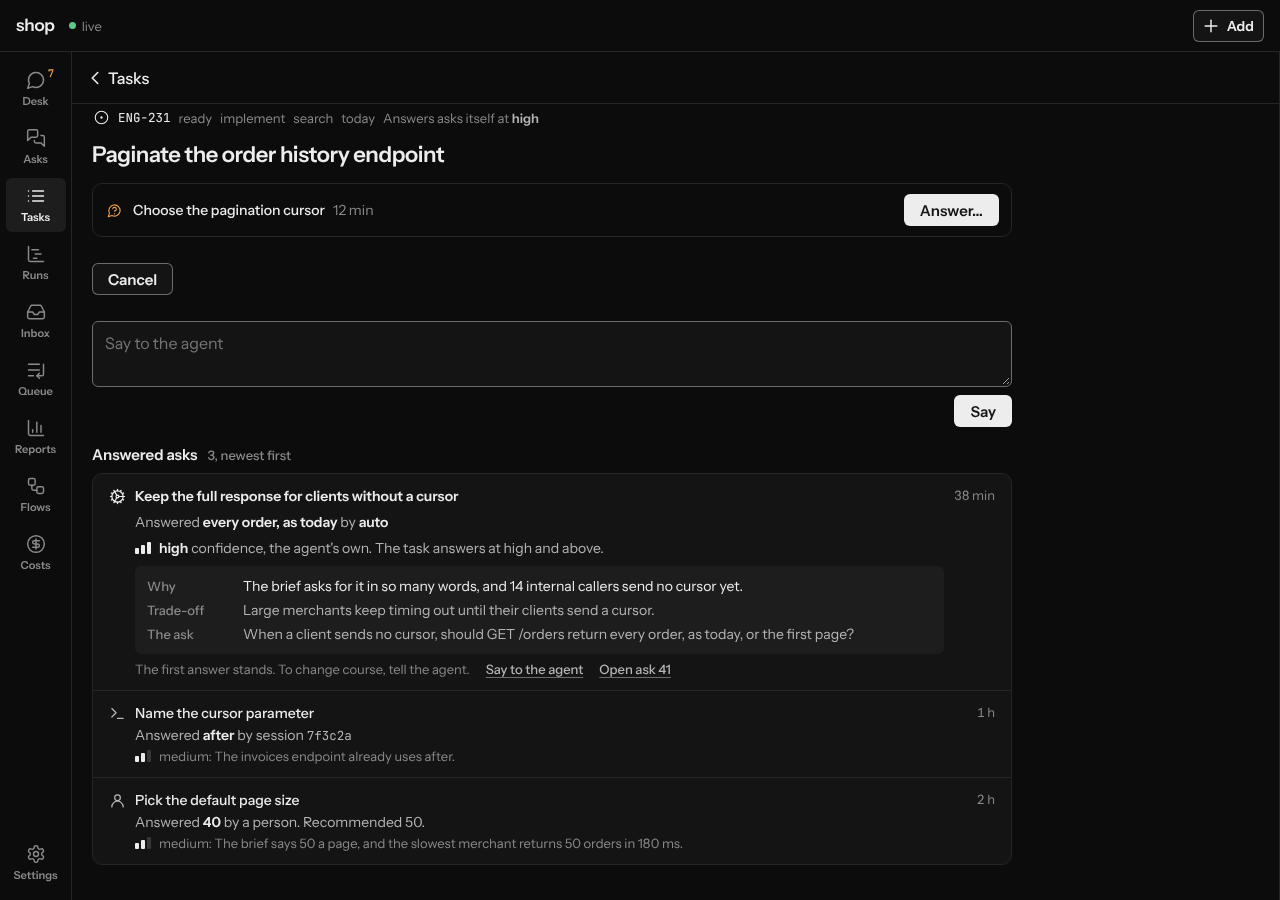 shop live
Add
Desk 7
Asks
Tasks
Runs
Inbox
Queue
Reports
Flows
Costs
Settings
Tasks
ENG-231 ready implement search today Answers asks itself at high
Paginate the order history endpoint
Choose the pagination cursor 12 min
Answer...
Cancel
Say to the agent
Say
Answered asks 3, newest first
Keep the full response for clients without a cursor 38 min
Answered every order, as today by auto
high confidence, the agent's own. The task answers at high and above.
Why The brief asks for it in so many words, and 14 internal callers send no cursor yet.
Trade-off Large merchants keep timing out until their clients send a cursor.
The ask When a client sends no cursor, should GET /orders return every order, as today, or the first page?
The first answer stands. To change course, tell the agent. Say to the agent Open ask 41
Name the cursor parameter 1 h
Answered after by session 7f3c2a
medium: The invoices endpoint already uses after.
Pick the default page size 2 h
Answered 40 by a person. Recommended 50.
medium: The brief says 50 a page, and the slowest merchant returns 50 orders in 180 ms.